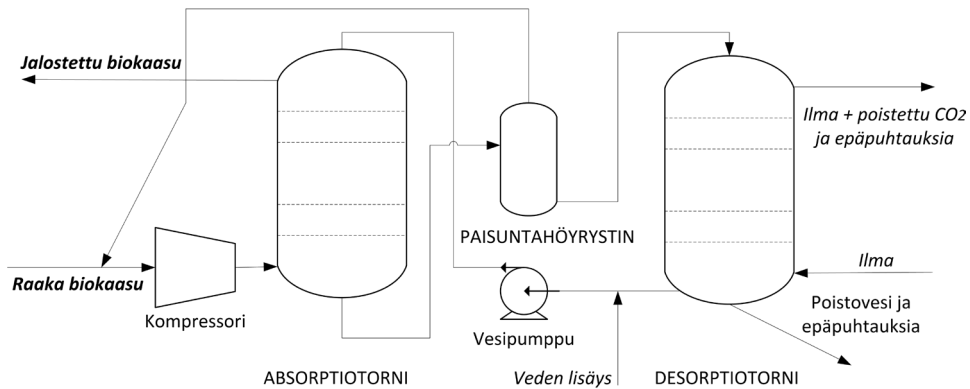 Jalostettu biokaasu
Ilma + poistettu CO2
ja epäpuhtauksia
PAISUNTAHÖYRYSTIN
Raaka biokaasu
Ilma
Kompressori
Vesipumppu
Poistovesi ja
epäpuhtauksia
ABSORPTIOTORNI
Veden lisäys
DESORPTIOTORNI